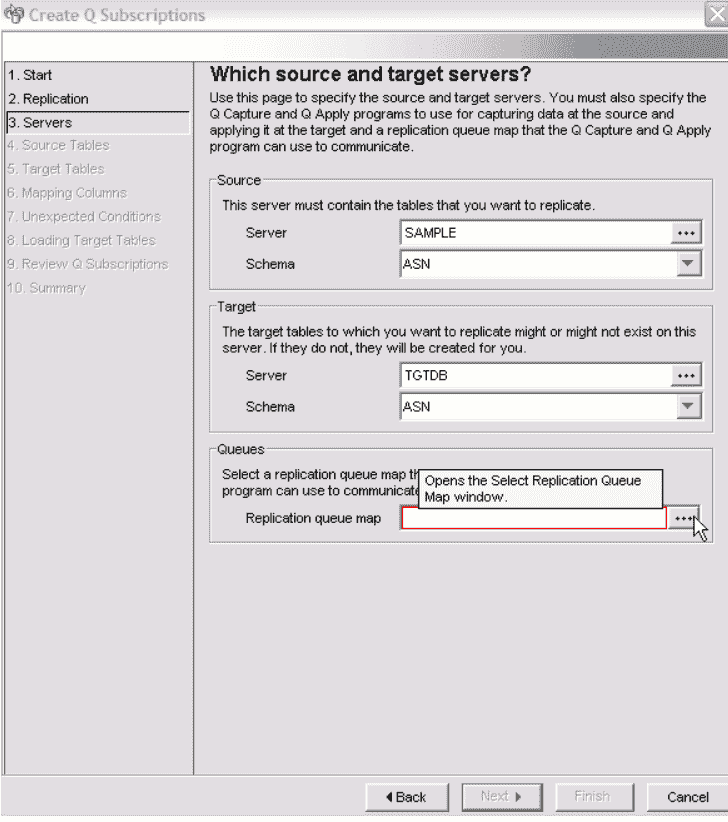 Create Q Subscriptions
1. Start
2. Replication
3. Servers
4. Source Tables
5. Target Tables
6. Mapping Columns
7. Unexpected Conditions
8. Loading Target Tables
9. Review Q Subscriptions
10. Summary
Which source and target servers?
Use this page to specify the source and target servers. You must also specify the
Q Capture and Q Apply programs to use for capturing data at the source and
applying it at the target and a replication queue map that the Q Capture and Q Apply
program can use to communicate.
Source
This server must contain the tables that you want to replicate.
Server SAMPLE ...
Schema ASN
Target
The target tables to which you want to replicate might or might not exist on this
server. If they do not, they will be created for you.
Server TGTDB ...
Schema ASN
Queues
Select a replication queue map
program can use to communicate
Opens the Select Replication Queue
Map window.
Replication queue map ...
Back Next Finish Cancel